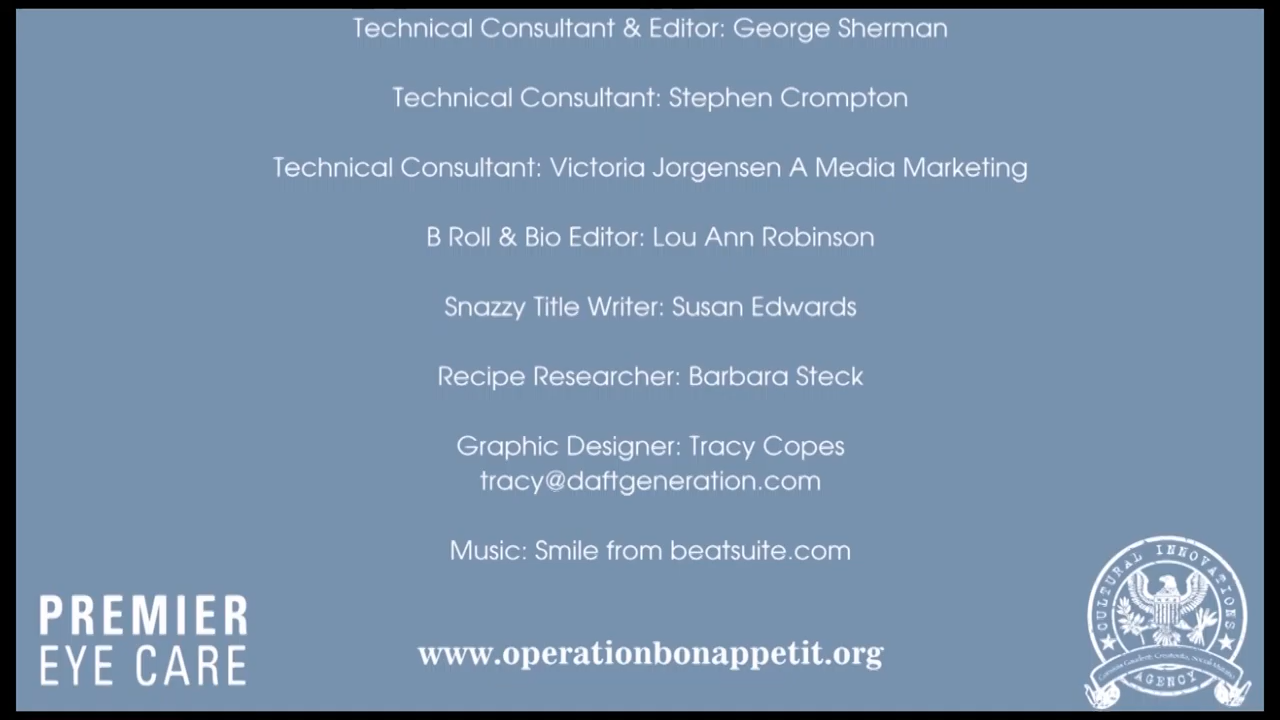 Technical Consultant & Editor: George Sherman
Technical Consultant: Stephen Crompton
Technical Consultant: Victoria Jorgensen A Media Marketing
B Roll & Bio Editor: Lou Ann Robinson
Snazzy Title Writer: Susan Edwards
Recipe Researcher: Barbara Steck
Graphic Designer: Tracy Copes
tracy@daftgeneration.com
Music: Smile from beatsuite.com
PREMIER
EYE CARE
www.operationbonappetit.org
CULTURAL INNOVATIONS
AGENCY